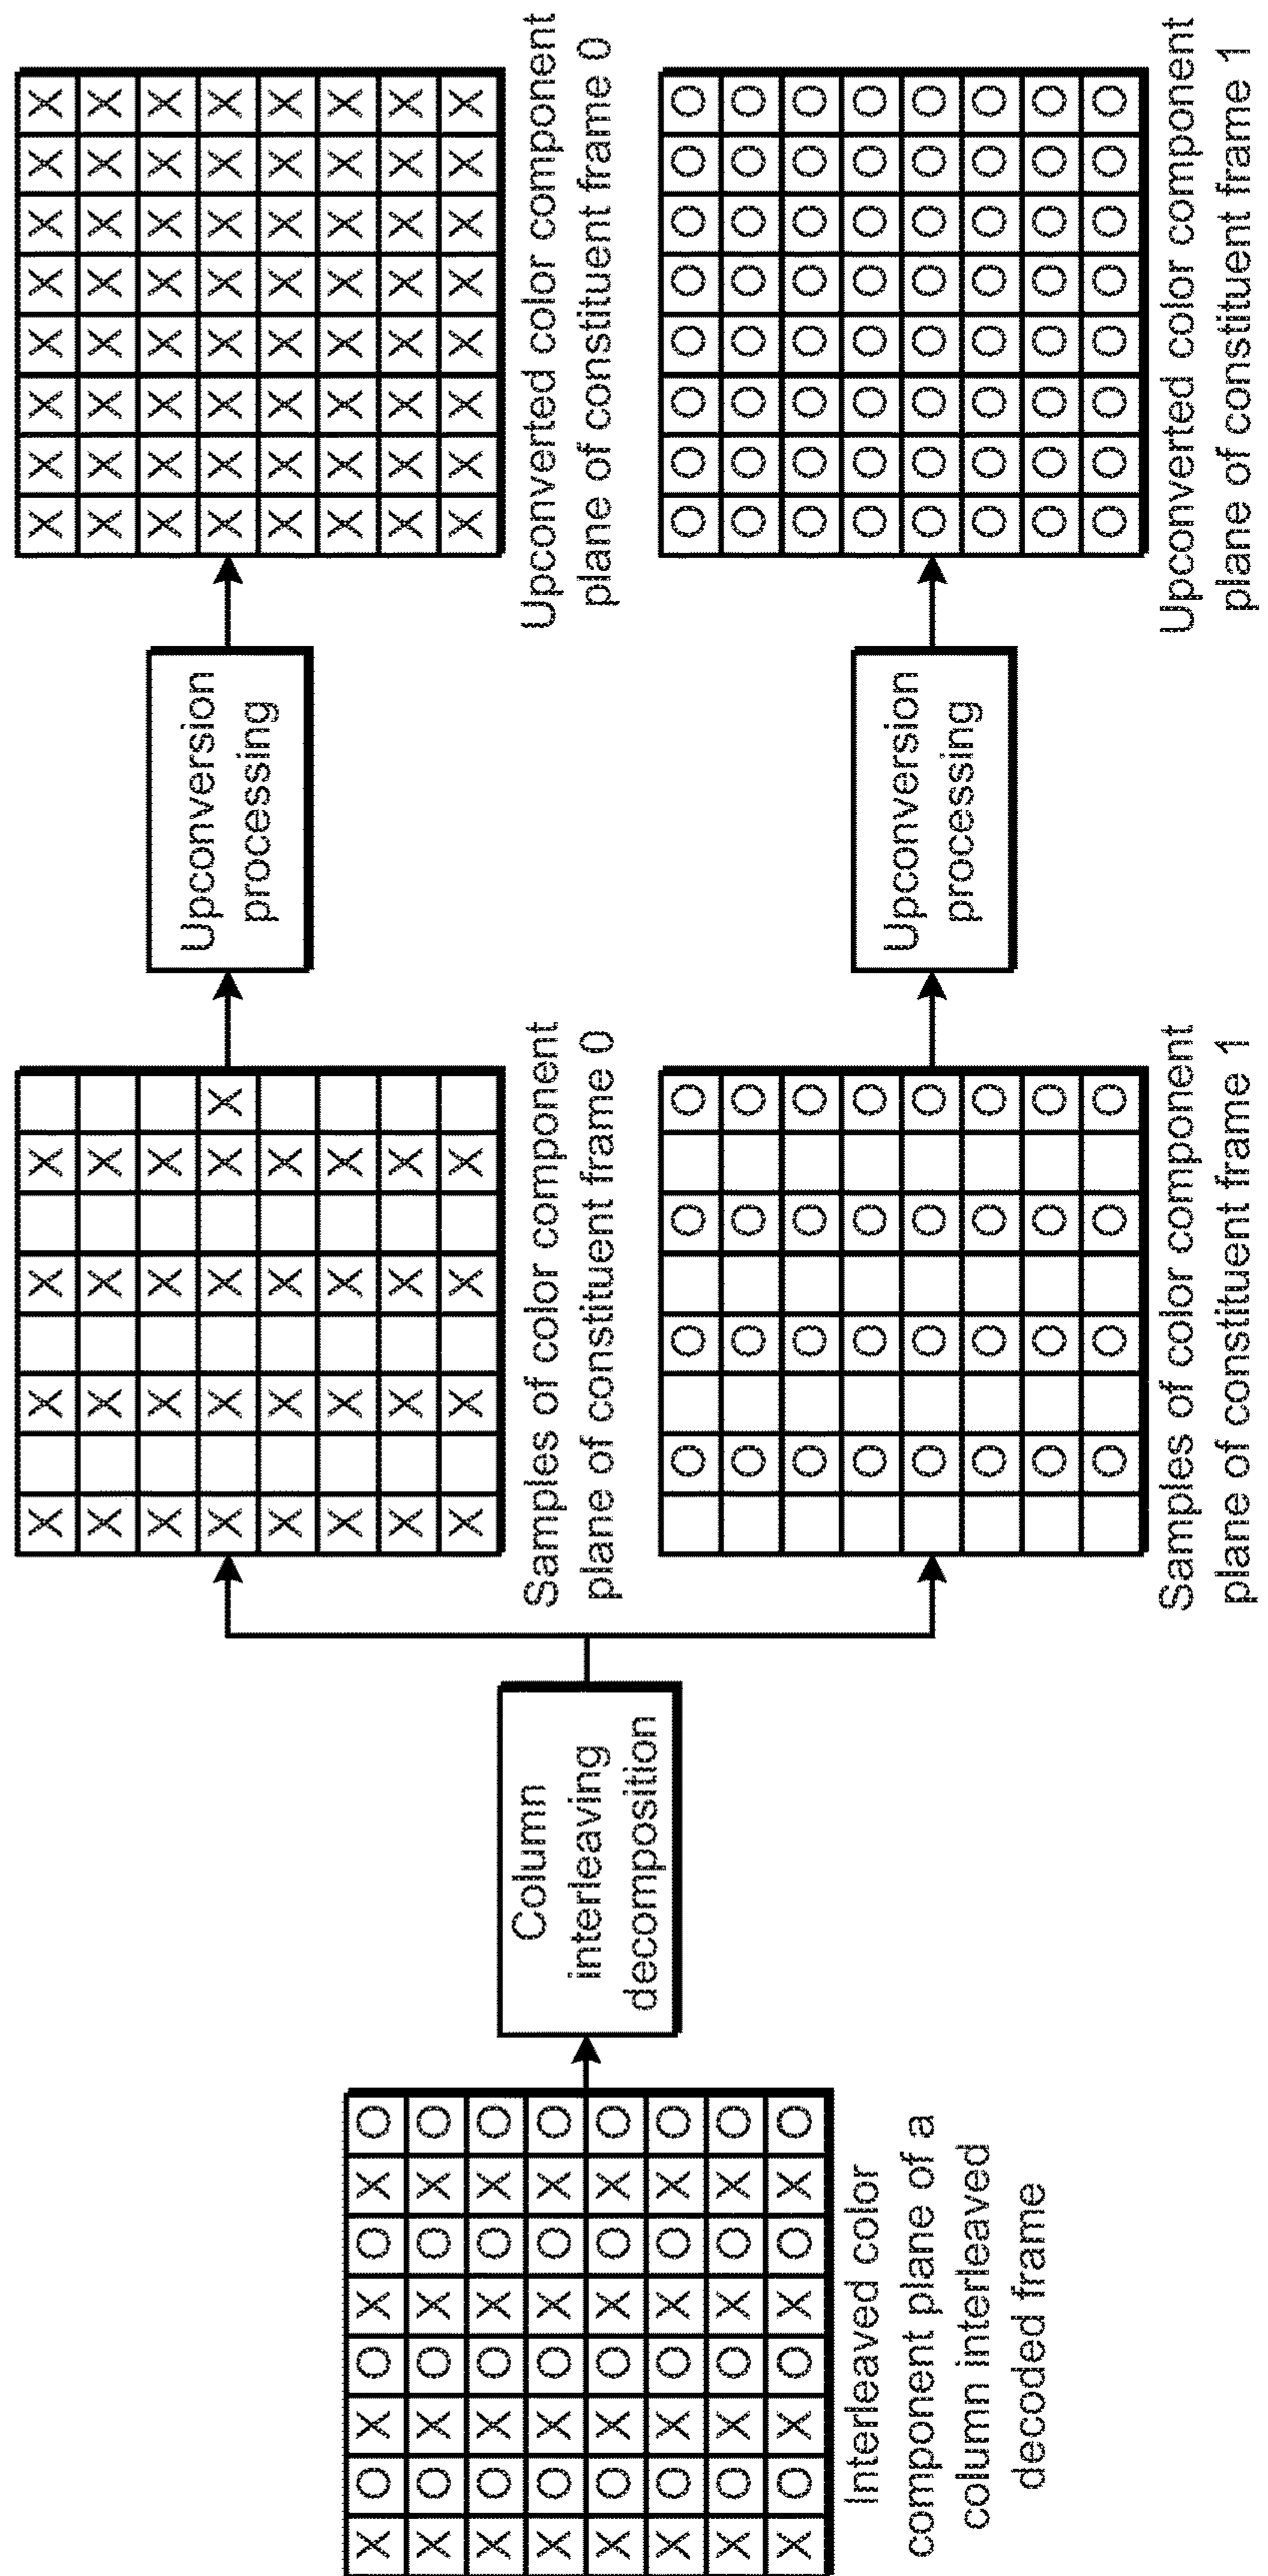 X O X O X O X O
X O X O X O X O
X O X O X O X O
X O X O X O X O
X O X O X O X O
X O X O X O X O
X O X O X O X O
X O X O X O X O
Interleaved color
component plane of a
column interleaved
decoded frame
Column
interleaving
decomposition
X X X X
X X X X
X X X X
X X X X X
X X X X
X X X X
X X X X
X X X X
Samples of color component
plane of constituent frame 0
Upconversion
processing
X X X X X X X X
X X X X X X X X
X X X X X X X X
X X X X X X X X
X X X X X X X X
X X X X X X X X
X X X X X X X X
X X X X X X X X
Upconverted color component
plane of constituent frame 0
O O O O
O O O O
O O O O
O O O O
O O O O
O O O O
O O O O
O O O O
Samples of color component
plane of constituent frame 1
Upconversion
processing
O O O O O O O O
O O O O O O O O
O O O O O O O O
O O O O O O O O
O O O O O O O O
O O O O O O O O
O O O O O O O O
O O O O O O O O
Upconverted color component
plane of constituent frame 1